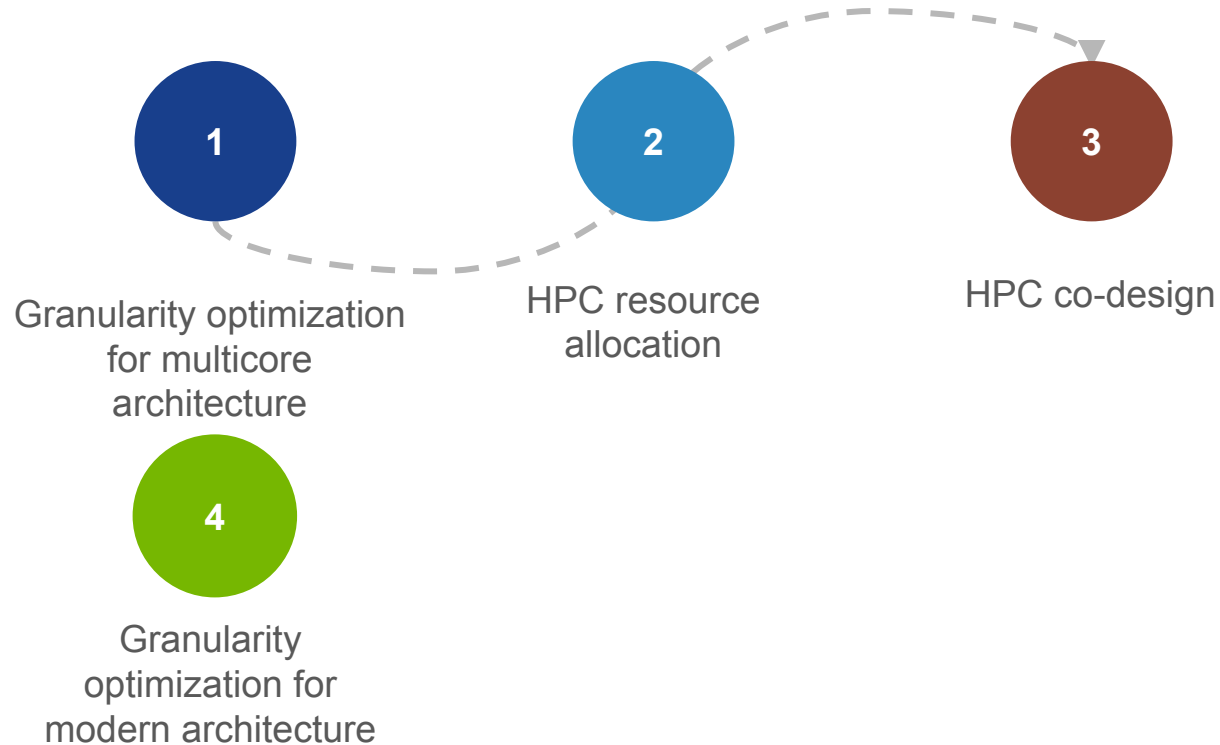 1
Granularity optimization
for multicore
architecture
2
HPC resource
allocation
3
HPC co-design
4
Granularity
optimization for
modern architecture